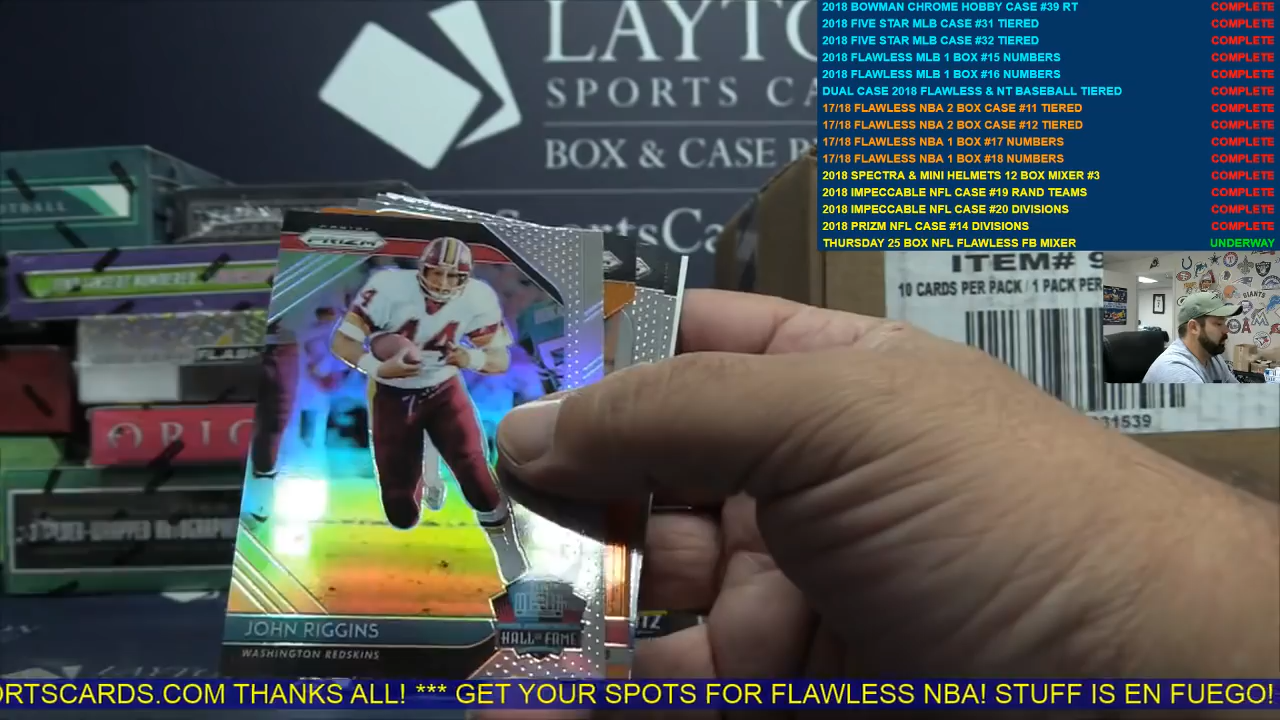 LAYTO
SPORTS CA
BOX & CASE
SportsCa
2018 BOWMAN CHROME HOBBY CASE #39 RT COMPLETE
2018 FIVE STAR MLB CASE #31 TIERED COMPLETE
2018 FIVE STAR MLB CASE #32 TIERED COMPLETE
2018 FLAWLESS MLB 1 BOX #15 NUMBERS COMPLETE
2018 FLAWLESS MLB 1 BOX #16 NUMBERS COMPLETE
DUAL CASE 2018 FLAWLESS & NT BASEBALL TIERED COMPLETE
17/18 FLAWLESS NBA 2 BOX CASE #11 TIERED COMPLETE
17/18 FLAWLESS NBA 2 BOX CASE #12 TIERED COMPLETE
17/18 FLAWLESS NBA 1 BOX #17 NUMBERS COMPLETE
17/18 FLAWLESS NBA 1 BOX #18 NUMBERS COMPLETE
2018 SPECTRA & MINI HELMETS 12 BOX MIXER #3 COMPLETE
2018 IMPECCABLE NFL CASE #19 RAND TEAMS COMPLETE
2018 IMPECCABLE NFL CASE #20 DIVISIONS COMPLETE
2018 PRIZM NFL CASE #14 DIVISIONS COMPLETE
THURSDAY 25 BOX NFL FLAWLESS FB MIXER UNDERWAY
ITEM# 9
10 CARDS PER PACK / 1 PACK PER
31539
GIANTS
PANINI
PRIZM
44
JOHN RIGGINS
WASHINGTON REDSKINS
HALL OF FAME
ORIG
ORTSCARDS.COM THANKS ALL! *** GET YOUR SPOTS FOR FLAWLESS NBA! STUFF IS EN FUEGO!